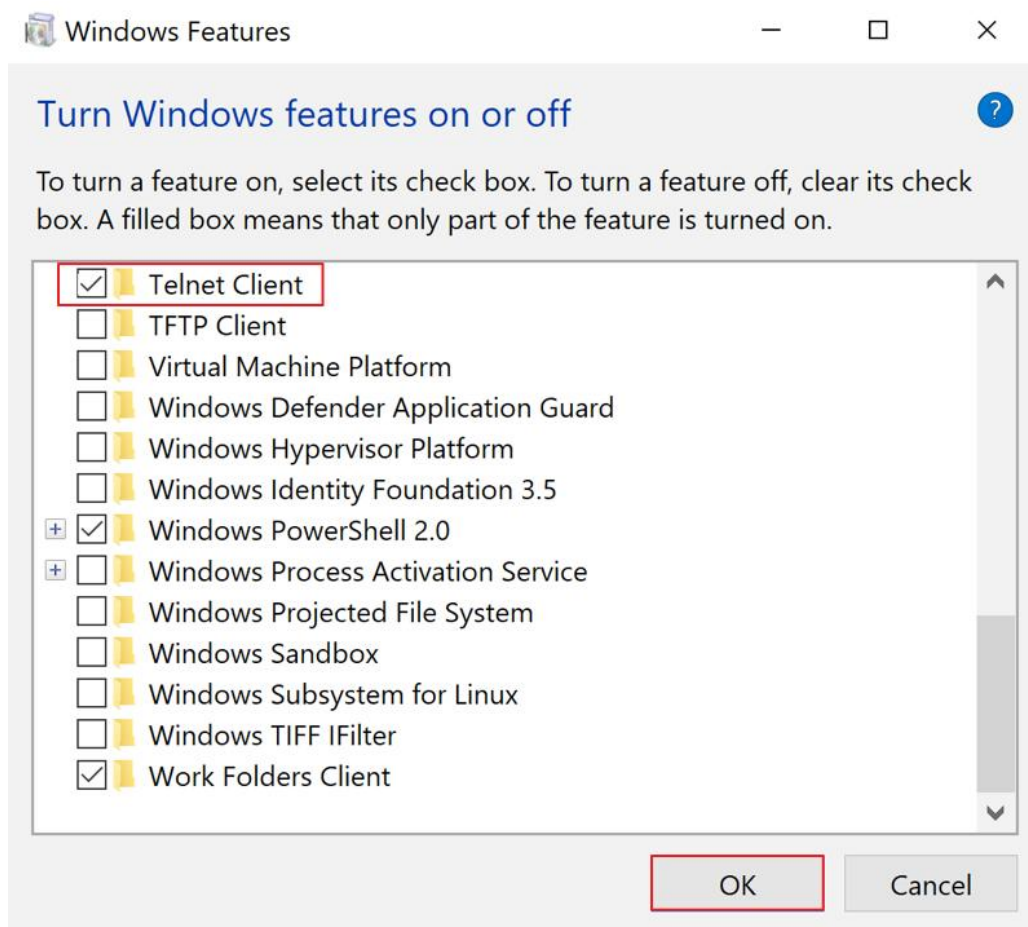 Windows Features
Turn Windows features on or off
?
To turn a feature on, select its check box. To turn a feature off, clear its check
box. A filled box means that only part of the feature is turned on.
Telnet Client
TFTP Client
Virtual Machine Platform
Windows Defender Application Guard
Windows Hypervisor Platform
Windows Identity Foundation 3.5
Windows PowerShell 2.0
Windows Process Activation Service
Windows Projected File System
Windows Sandbox
Windows Subsystem for Linux
Windows TIFF IFilter
Work Folders Client
OK Cancel